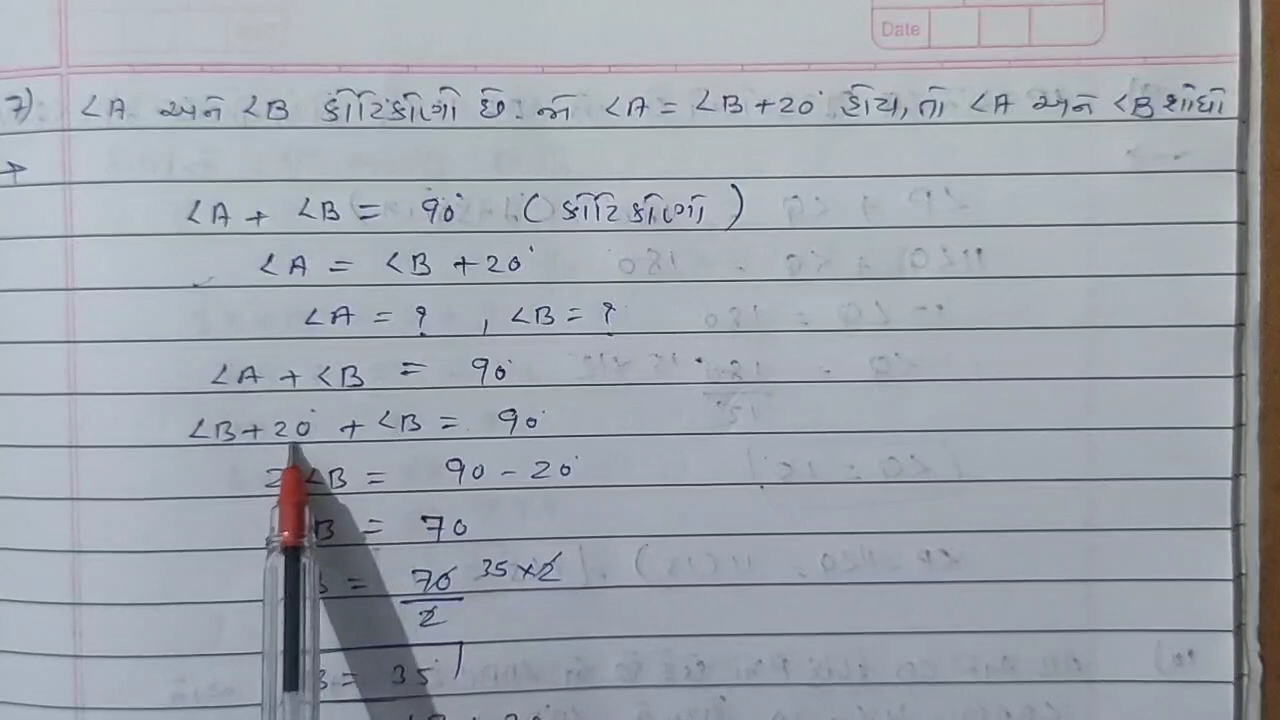 Date
7) ∠A અને ∠B કોટિકોણો છે. જો ∠A = ∠B + 20° હોય, તો ∠A અને ∠B શોધો
→
∠A + ∠B = 90° (કોટિકોણો)
∠A = ∠B + 20°
∠A = ? , ∠B = ?
∠A + ∠B = 90°
∠B + 20° + ∠B = 90°
2 ∠B = 90 - 20°
B = 70
B = 70/2 35 × 2
B = 35°